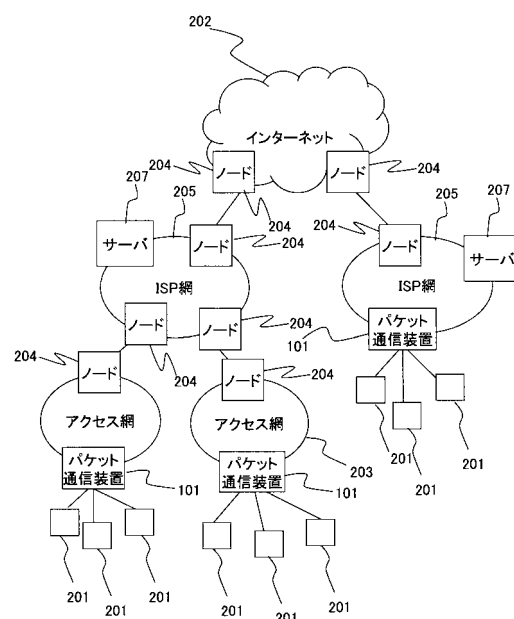 202
インターネット
204
ノード
ノード
204
207
205
204
205
207
サーバ
ノード
204
204
ノード
サーバ
ISP網
ISP網
ノード
ノード
204
101
パケット
通信装置
204
ノード
204
ノード
204
アクセス網
アクセス網
201
201
201
203
パケット
通信装置
101
パケット
通信装置
101
201
201
201
201
201
201